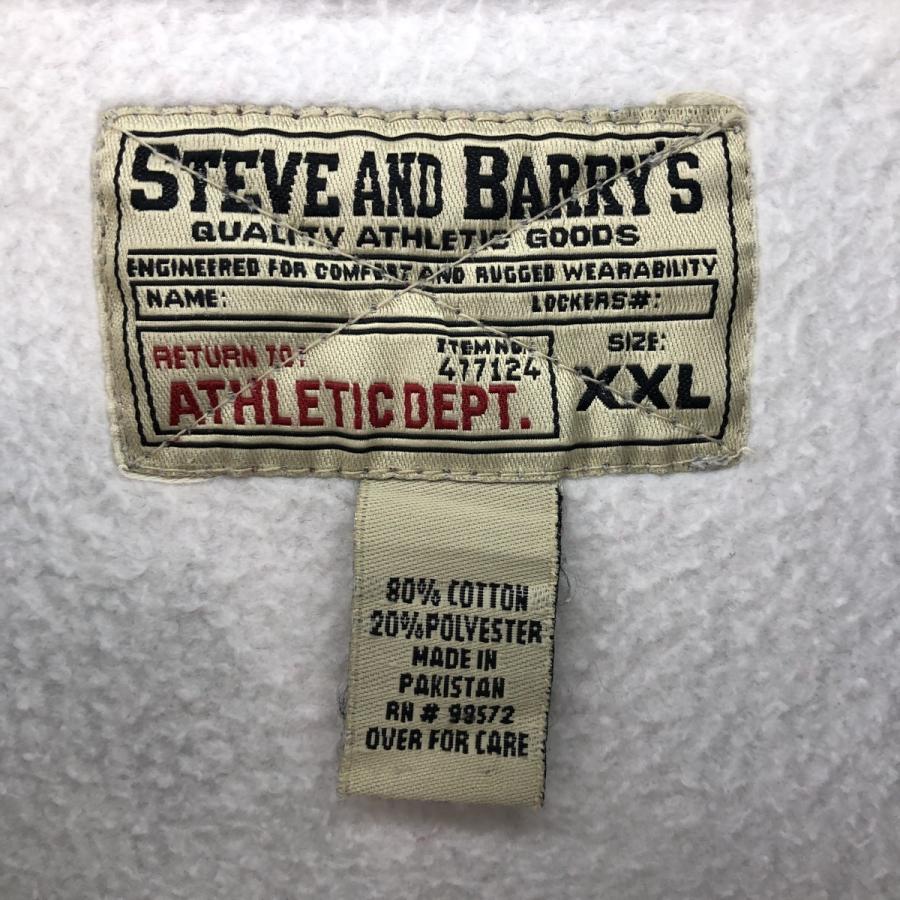 STEVE AND BARRY'S
QUALITY ATHLETIC GOODS
ENGINEERED FOR COMFORT AND RUGGED WEARABILITY
NAME: LOCKERS#:
RETURN TO: ITEM NO. 477124
ATHLETIC DEPT.
SIZE:
XXL
80% COTTON
20% POLYESTER
MADE IN
PAKISTAN
RN # 98572
OVER FOR CARE